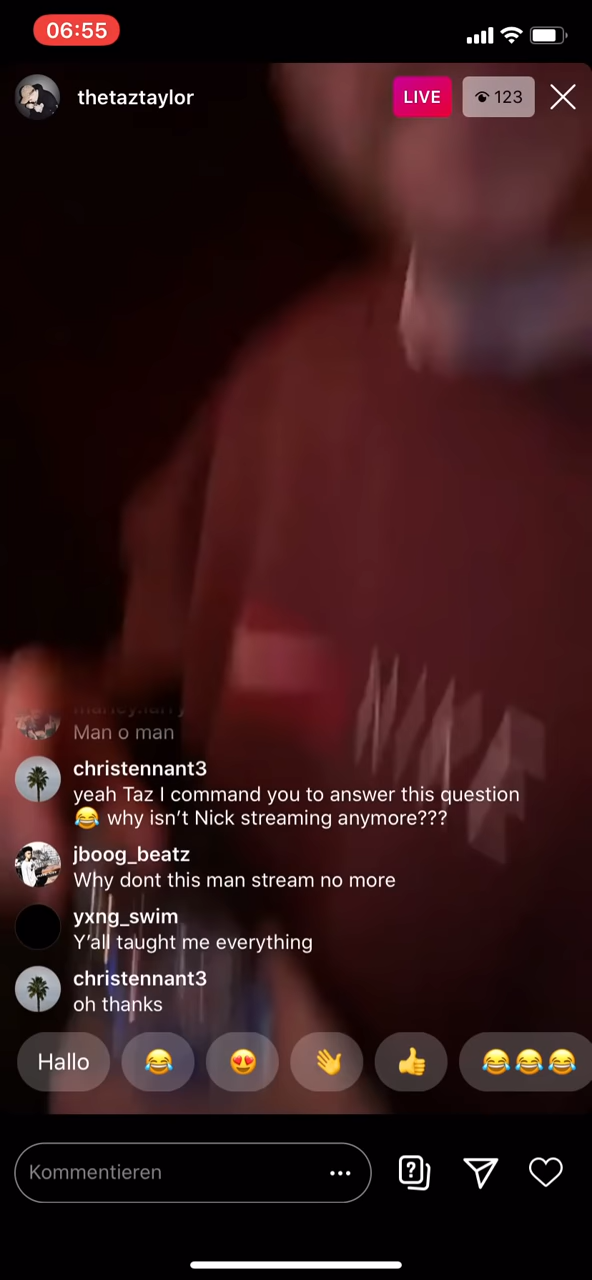 06:55
thetaztaylor
LIVE
123
Man o man
christennant3
yeah Taz I command you to answer this question
😂 why isn't Nick streaming anymore???
jboog_beatz
Why dont this man stream no more
yxng_swim
Y'all taught me everything
christennant3
oh thanks
Hallo 😂 😍 👋 👍 😂😂😂
Kommentieren